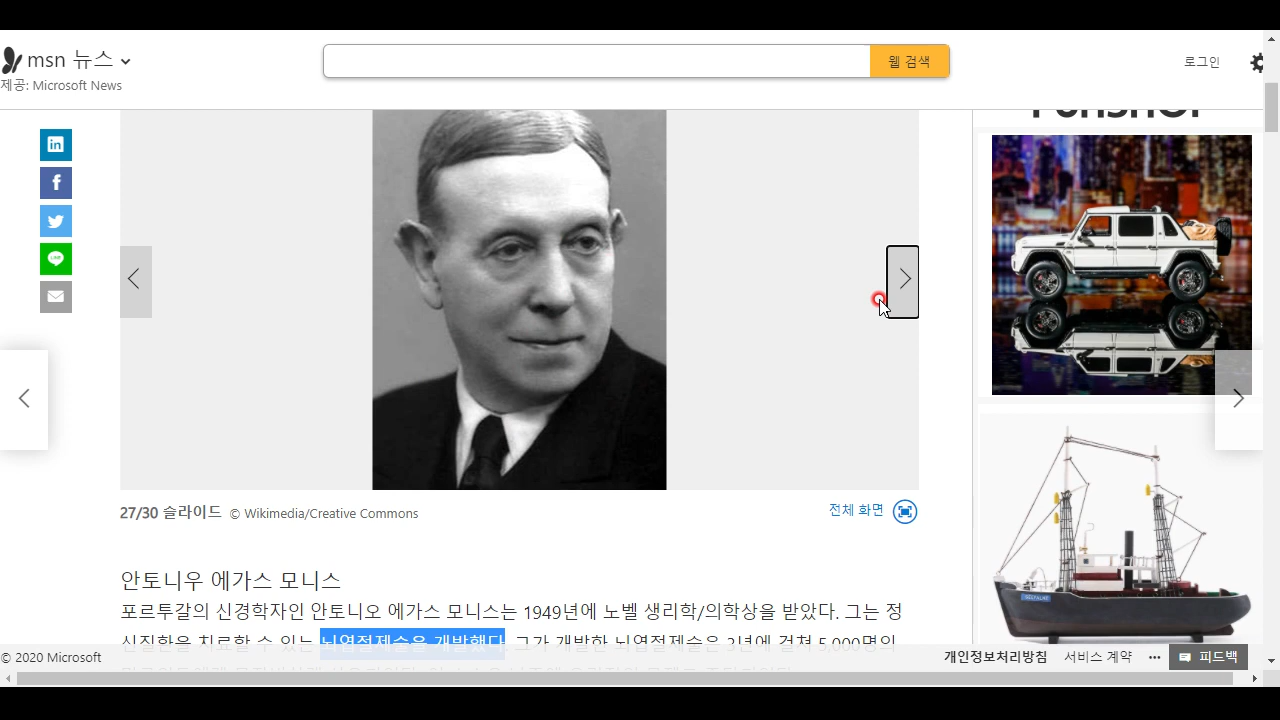 msn 뉴스
제공: Microsoft News
웹 검색
로그인
in
f
LINE
27/30 슬라이드 © Wikimedia/Creative Commons
전체 화면
안토니우 에가스 모니스
포르투갈의 신경학자인 안토니오 에가스 모니스는 1949년에 노벨 생리학/의학상을 받았다. 그는 정
신질환을 치료할 수 있는 뇌엽절제술을 개발했다. 그가 개발한 뇌엽절제술은 3년에 걸쳐 5,000명의
© 2020 Microsoft
개인정보처리방침 서비스 계약 ••• 피드백